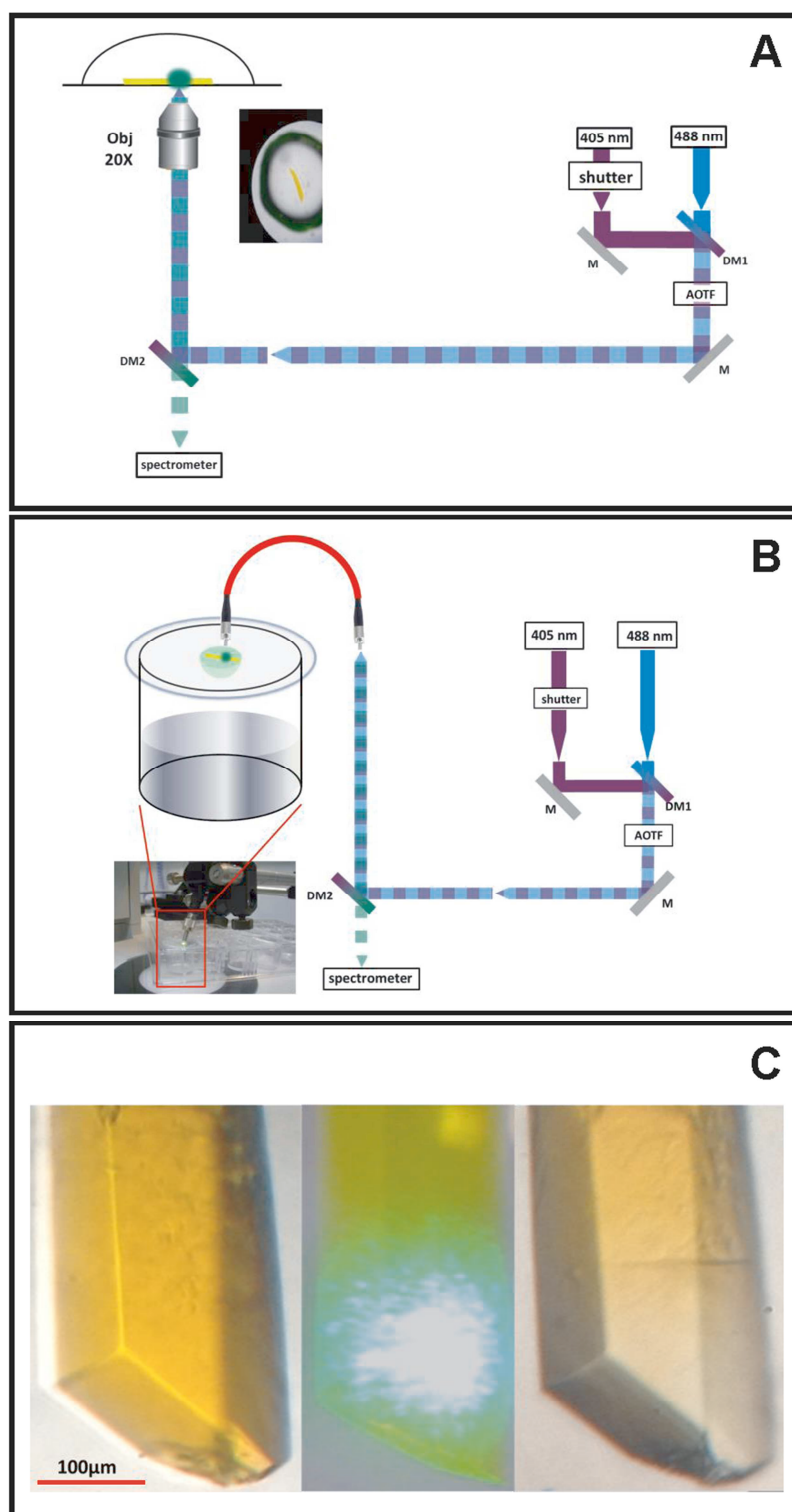 A
Obj
20X
405 nm
488 nm
shutter
M
DM1
AOTF
DM2
M
spectrometer
B
405 nm
488 nm
shutter
M
DM1
AOTF
DM2
M
spectrometer
C
100μm